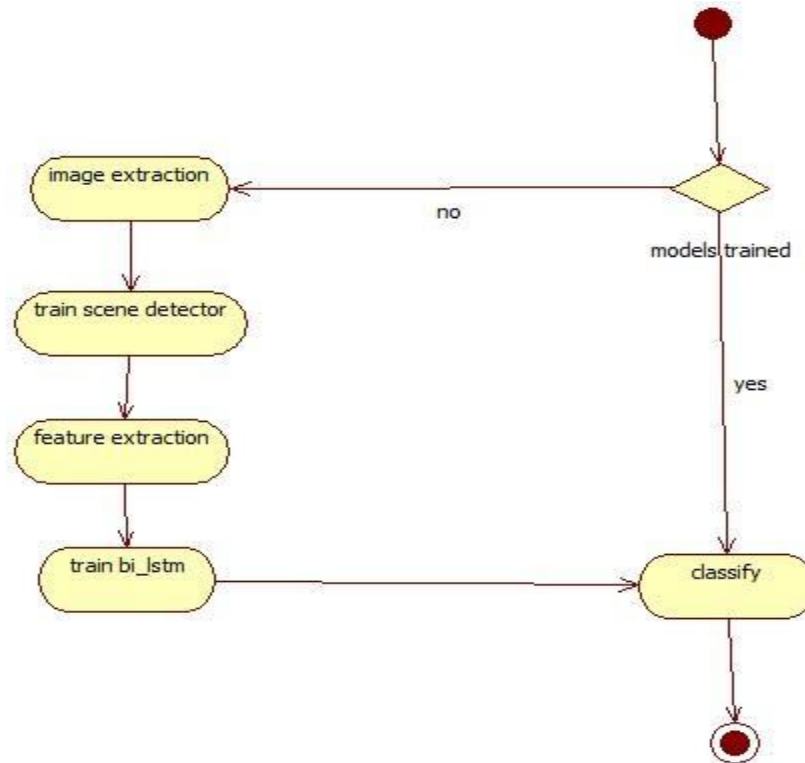 image extraction
no
models trained
train scene detector
yes
feature extraction
train bi_lstm
classify